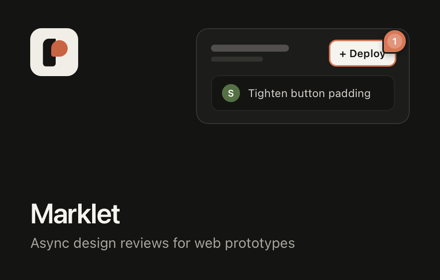 1
+ Deploy
S Tighten button padding
Marklet
Async design reviews for web prototypes